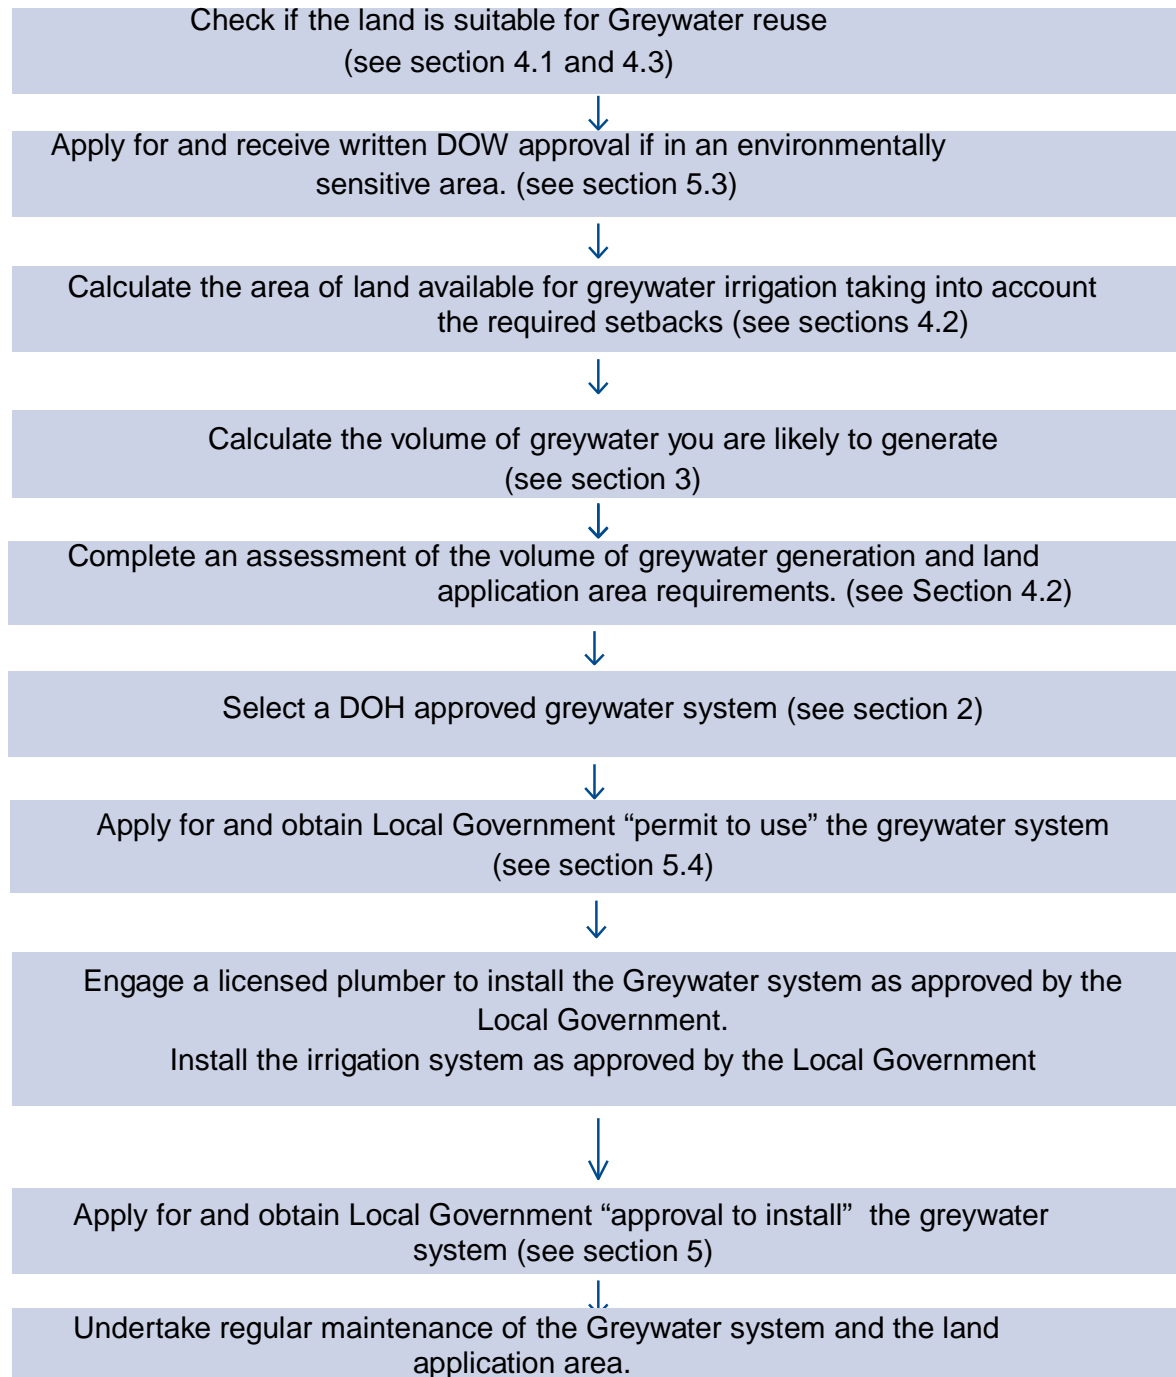 Check if the land is suitable for Greywater reuse
(see section 4.1 and 4.3)
Apply for and receive written DOW approval if in an environmentally
sensitive area. (see section 5.3)
Calculate the area of land available for greywater irrigation taking into account
the required setbacks (see sections 4.2)
Calculate the volume of greywater you are likely to generate
(see section 3)
Complete an assessment of the volume of greywater generation and land
application area requirements. (see Section 4.2)
Select a DOH approved greywater system (see section 2)
Apply for and obtain Local Government “permit to use” the greywater system
(see section 5.4)
Engage a licensed plumber to install the Greywater system as approved by the
Local Government.
Install the irrigation system as approved by the Local Government
Apply for and obtain Local Government “approval to install” the greywater
system (see section 5)
Undertake regular maintenance of the Greywater system and the land
application area.